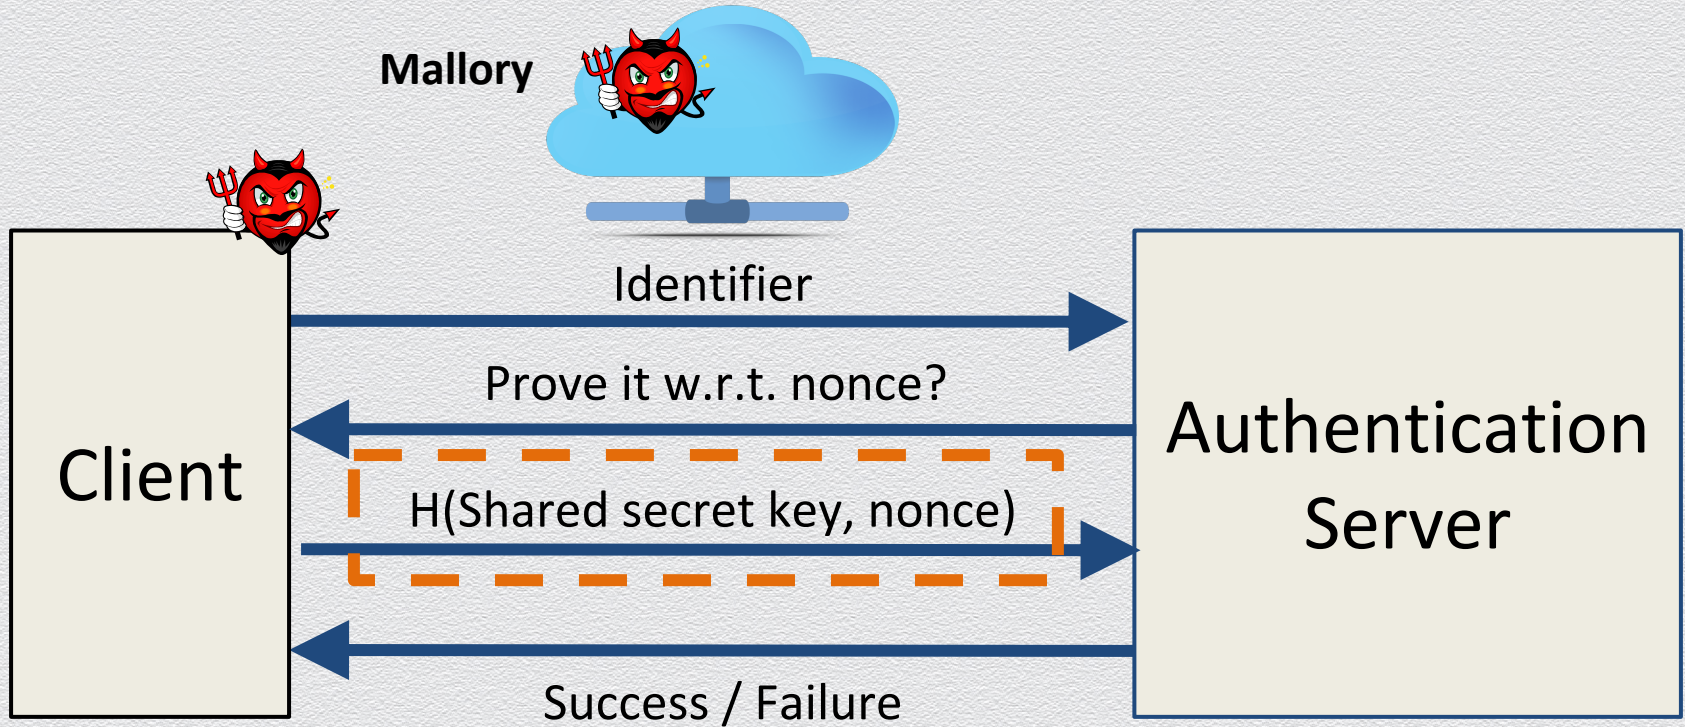 Mallory
Identifier
Prove it w.r.t. nonce?
Client
H(Shared secret key, nonce)
Authentication
Server
Success / Failure